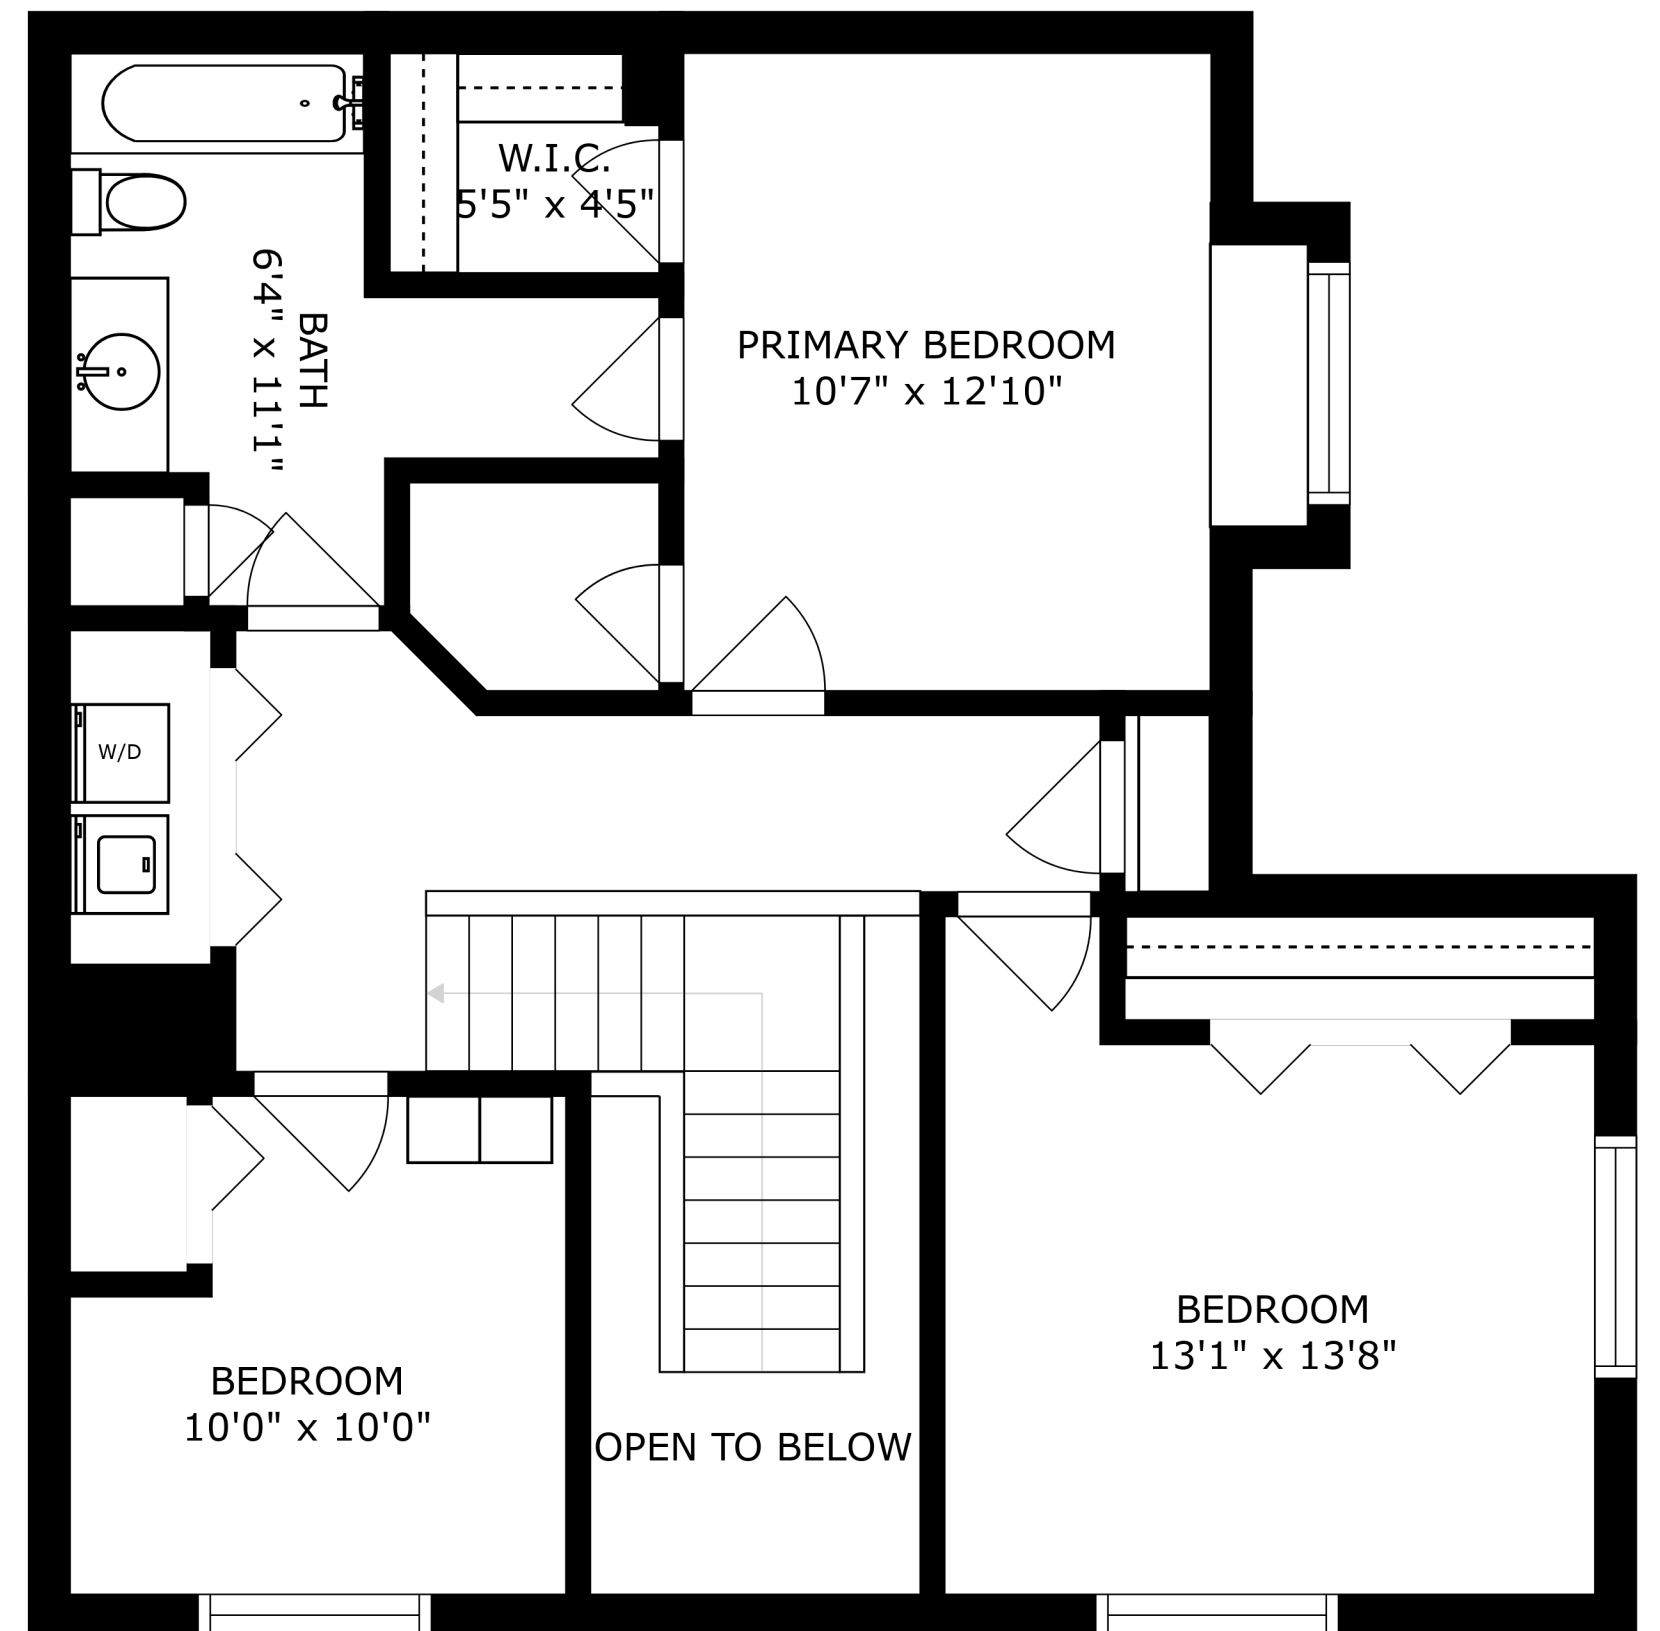 W.I.C.
5'5" x 4'5"
BATH
6'4" x 11'1"
PRIMARY BEDROOM
10'7" x 12'10"
W/D
BEDROOM
13'1" x 13'8"
BEDROOM
10'0" x 10'0"
OPEN TO BELOW